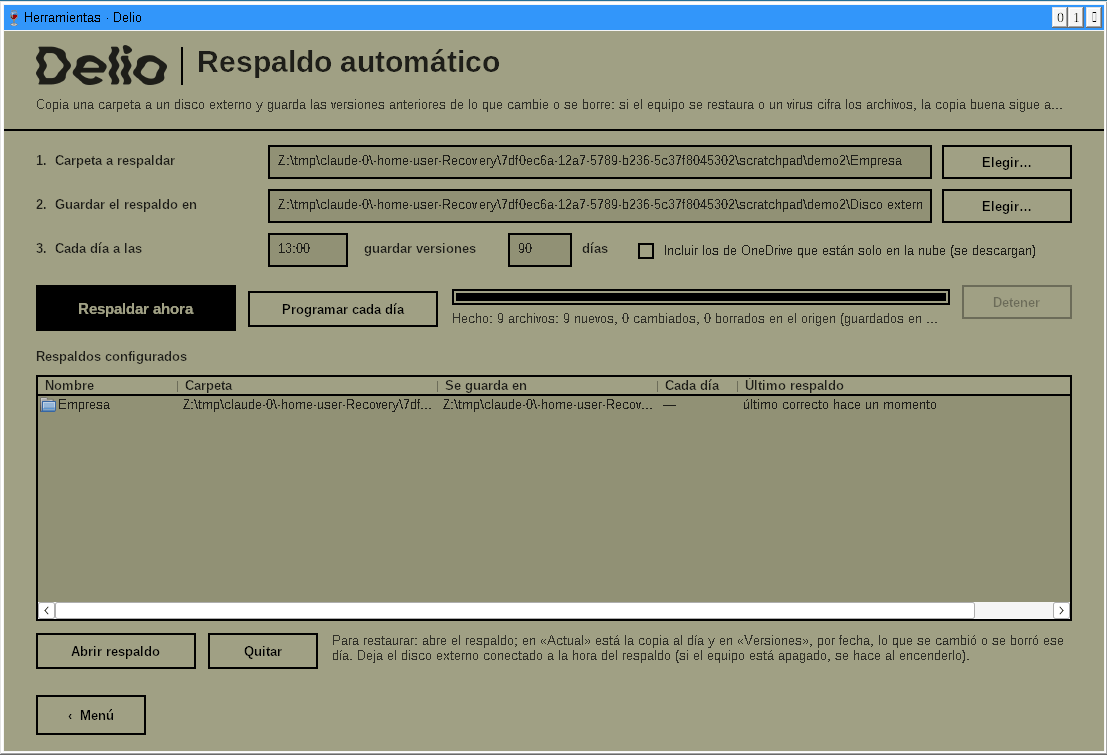 Herramientas · Delio
0 1
Delio | Respaldo automático
Copia una carpeta a un disco externo y guarda las versiones anteriores de lo que cambie o se borre: si el equipo se restaura o un virus cifra los archivos, la copia buena sigue a...
1. Carpeta a respaldar
Z:\tmp\claude-0\-home-user-Recovery\7df0ec6a-12a7-5789-b236-5c37f8045302\scratchpad\demo2\Empresa
Elegir...
2. Guardar el respaldo en
Z:\tmp\claude-0\-home-user-Recovery\7df0ec6a-12a7-5789-b236-5c37f8045302\scratchpad\demo2\Disco extern
Elegir...
3. Cada día a las
13:00
guardar versiones
90
días
Incluir los de OneDrive que están solo en la nube (se descargan)
Respaldar ahora
Programar cada día
Hecho: 9 archivos: 9 nuevos, 0 cambiados, 0 borrados en el origen (guardados en ...
Detener
Respaldos configurados
Nombre Carpeta Se guarda en Cada día Último respaldo
Empresa Z:\tmp\claude-0\-home-user-Recovery\7df... Z:\tmp\claude-0\-home-user-Recov... — último correcto hace un momento
Abrir respaldo
Quitar
Para restaurar: abre el respaldo; en «Actual» está la copia al día y en «Versiones», por fecha, lo que se cambió o se borró ese
día. Deja el disco externo conectado a la hora del respaldo (si el equipo está apagado, se hace al encenderlo).
‹ Menú